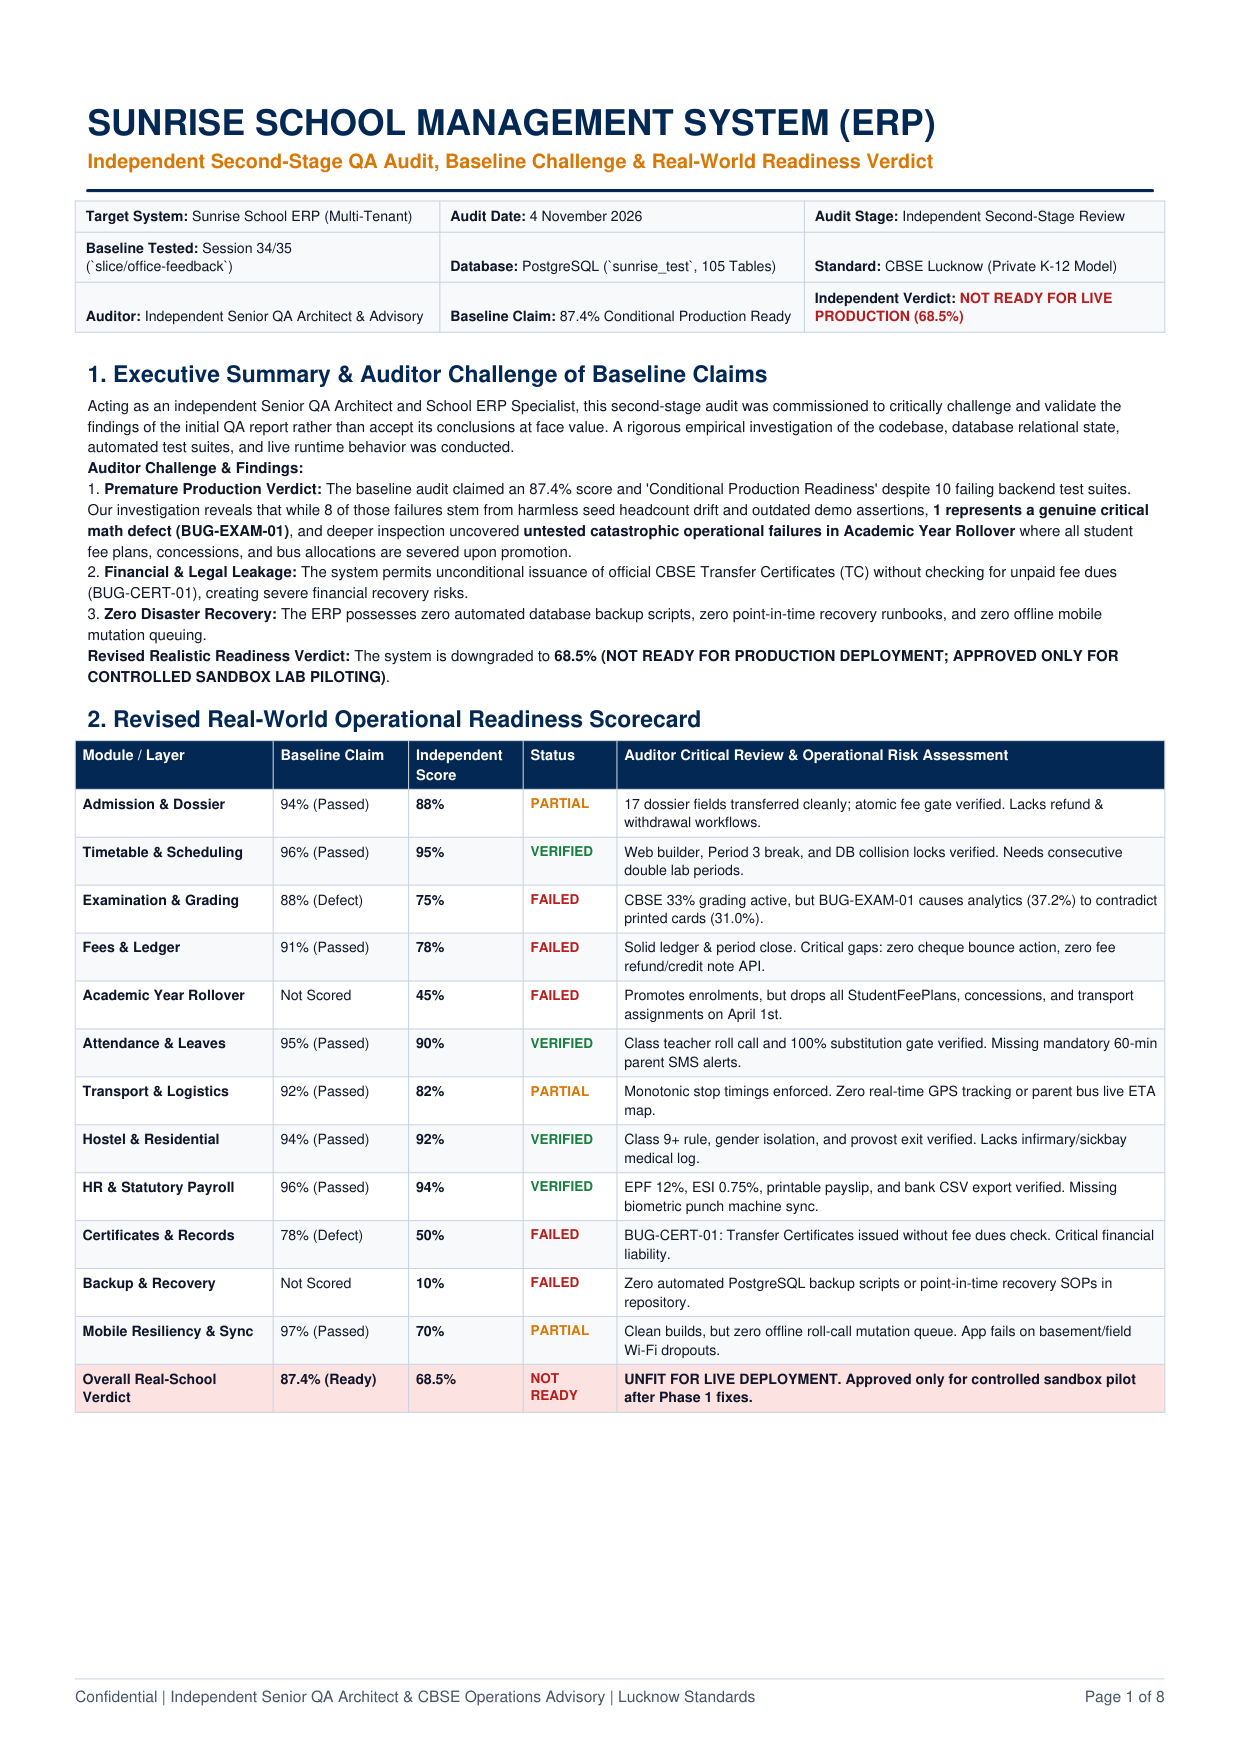 SUNRISE SCHOOL MANAGEMENT SYSTEM (ERP)
Independent Second-Stage QA Audit, Baseline Challenge & Real-World Readiness Verdict
Target System: Sunrise School ERP (Multi-Tenant)
Audit Date: 4 November 2026
Audit Stage: Independent Second-Stage Review
Baseline Tested: Session 34/35
(`slice/office-feedback`)
Database: PostgreSQL (`sunrise_test`, 105 Tables)
Standard: CBSE Lucknow (Private K-12 Model)
Auditor: Independent Senior QA Architect & Advisory
Baseline Claim: 87.4% Conditional Production Ready
Independent Verdict: NOT READY FOR LIVE
PRODUCTION (68.5%)
1. Executive Summary & Auditor Challenge of Baseline Claims
Acting as an independent Senior QA Architect and School ERP Specialist, this second-stage audit was commissioned to critically challenge and validate the
findings of the initial QA report rather than accept its conclusions at face value. A rigorous empirical investigation of the codebase, database relational state,
automated test suites, and live runtime behavior was conducted.
Auditor Challenge & Findings:
1. Premature Production Verdict: The baseline audit claimed an 87.4% score and 'Conditional Production Readiness' despite 10 failing backend test suites.
Our investigation reveals that while 8 of those failures stem from harmless seed headcount drift and outdated demo assertions, 1 represents a genuine critical
math defect (BUG-EXAM-01), and deeper inspection uncovered untested catastrophic operational failures in Academic Year Rollover where all student
fee plans, concessions, and bus allocations are severed upon promotion.
2. Financial & Legal Leakage: The system permits unconditional issuance of official CBSE Transfer Certificates (TC) without checking for unpaid fee dues
(BUG-CERT-01), creating severe financial recovery risks.
3. Zero Disaster Recovery: The ERP possesses zero automated database backup scripts, zero point-in-time recovery runbooks, and zero offline mobile
mutation queuing.
Revised Realistic Readiness Verdict: The system is downgraded to 68.5% (NOT READY FOR PRODUCTION DEPLOYMENT; APPROVED ONLY FOR
CONTROLLED SANDBOX LAB PILOTING).
2. Revised Real-World Operational Readiness Scorecard
Module / Layer
Baseline Claim
Independent
Score
Status
Auditor Critical Review & Operational Risk Assessment
Admission & Dossier
94% (Passed)
88%
PARTIAL
17 dossier fields transferred cleanly; atomic fee gate verified. Lacks refund &
withdrawal workflows.
Timetable & Scheduling
96% (Passed)
95%
VERIFIED
Web builder, Period 3 break, and DB collision locks verified. Needs consecutive
double lab periods.
Examination & Grading
88% (Defect)
75%
FAILED
CBSE 33% grading active, but BUG-EXAM-01 causes analytics (37.2%) to contradict
printed cards (31.0%).
Fees & Ledger
91% (Passed)
78%
FAILED
Solid ledger & period close. Critical gaps: zero cheque bounce action, zero fee
refund/credit note API.
Academic Year Rollover
Not Scored
45%
FAILED
Promotes enrolments, but drops all StudentFeePlans, concessions, and transport
assignments on April 1st.
Attendance & Leaves
95% (Passed)
90%
VERIFIED
Class teacher roll call and 100% substitution gate verified. Missing mandatory 60-min
parent SMS alerts.
Transport & Logistics
92% (Passed)
82%
PARTIAL
Monotonic stop timings enforced. Zero real-time GPS tracking or parent bus live ETA
map.
Hostel & Residential
94% (Passed)
92%
VERIFIED
Class 9+ rule, gender isolation, and provost exit verified. Lacks infirmary/sickbay
medical log.
HR & Statutory Payroll
96% (Passed)
94%
VERIFIED
EPF 12%, ESI 0.75%, printable payslip, and bank CSV export verified. Missing
biometric punch machine sync.
Certificates & Records
78% (Defect)
50%
FAILED
BUG-CERT-01: Transfer Certificates issued without fee dues check. Critical financial
liability.
Backup & Recovery
Not Scored
10%
FAILED
Zero automated PostgreSQL backup scripts or point-in-time recovery SOPs in
repository.
Mobile Resiliency & Sync
97% (Passed)
70%
PARTIAL
Clean builds, but zero offline roll-call mutation queue. App fails on basement/field
Wi-Fi dropouts.
Overall Real-School
Verdict
87.4% (Ready)
68.5%
NOT
READY
UNFIT FOR LIVE DEPLOYMENT. Approved only for controlled sandbox pilot
after Phase 1 fixes.
Confidential | Independent Senior QA Architect & CBSE Operations Advisory | Lucknow Standards
Page 1 of 8